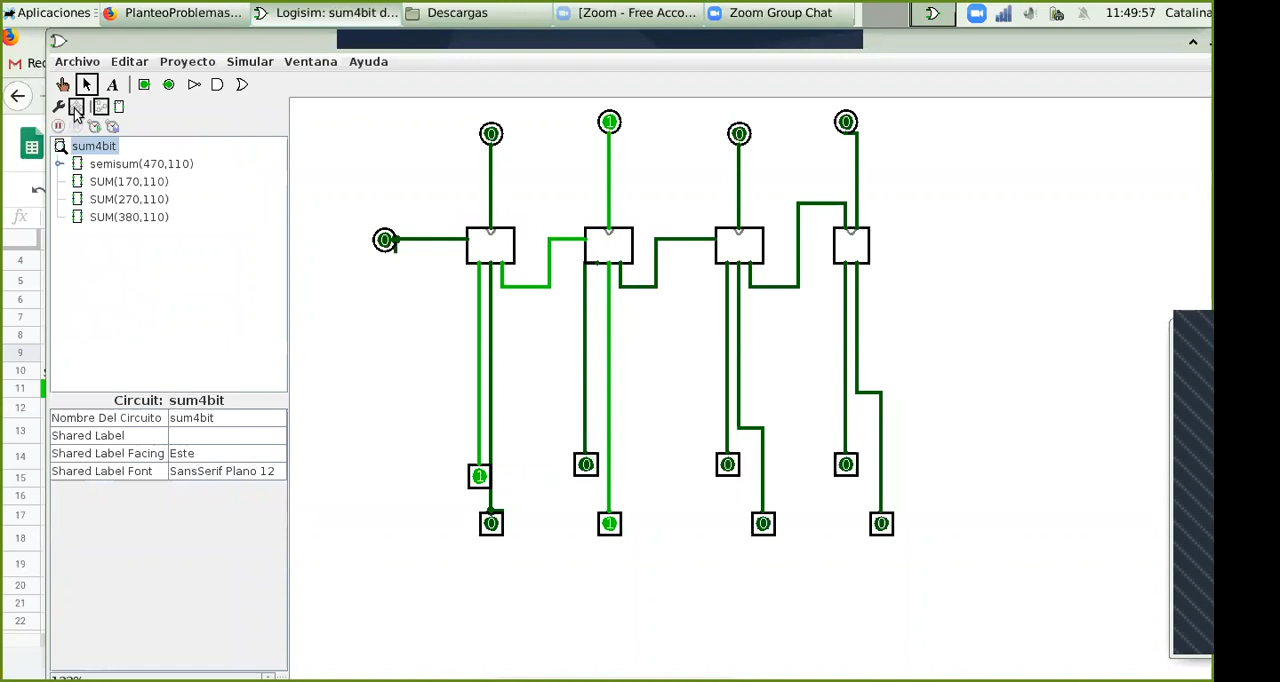 Aplicaciones
PlanteoProblemas...
Logisim: sum4bit d...
Descargas
[Zoom - Free Acco...
Zoom Group Chat
11:49:57
Catalina
Rec
Archivo Editar Proyecto Simular Ventana Ayuda
A
sum4bit
semisum(470,110)
SUM(170,110)
SUM(270,110)
SUM(380,110)
fx
4
5
6
7
8
9
10
11
12
13
14
15
16
17
18
19
20
21
22
Circuit: sum4bit
Nombre Del Circuito sum4bit
Shared Label
Shared Label Facing Este
Shared Label Font SansSerif Plano 12
0 1 0 0
0
0 0 0
1
0 1 0 0